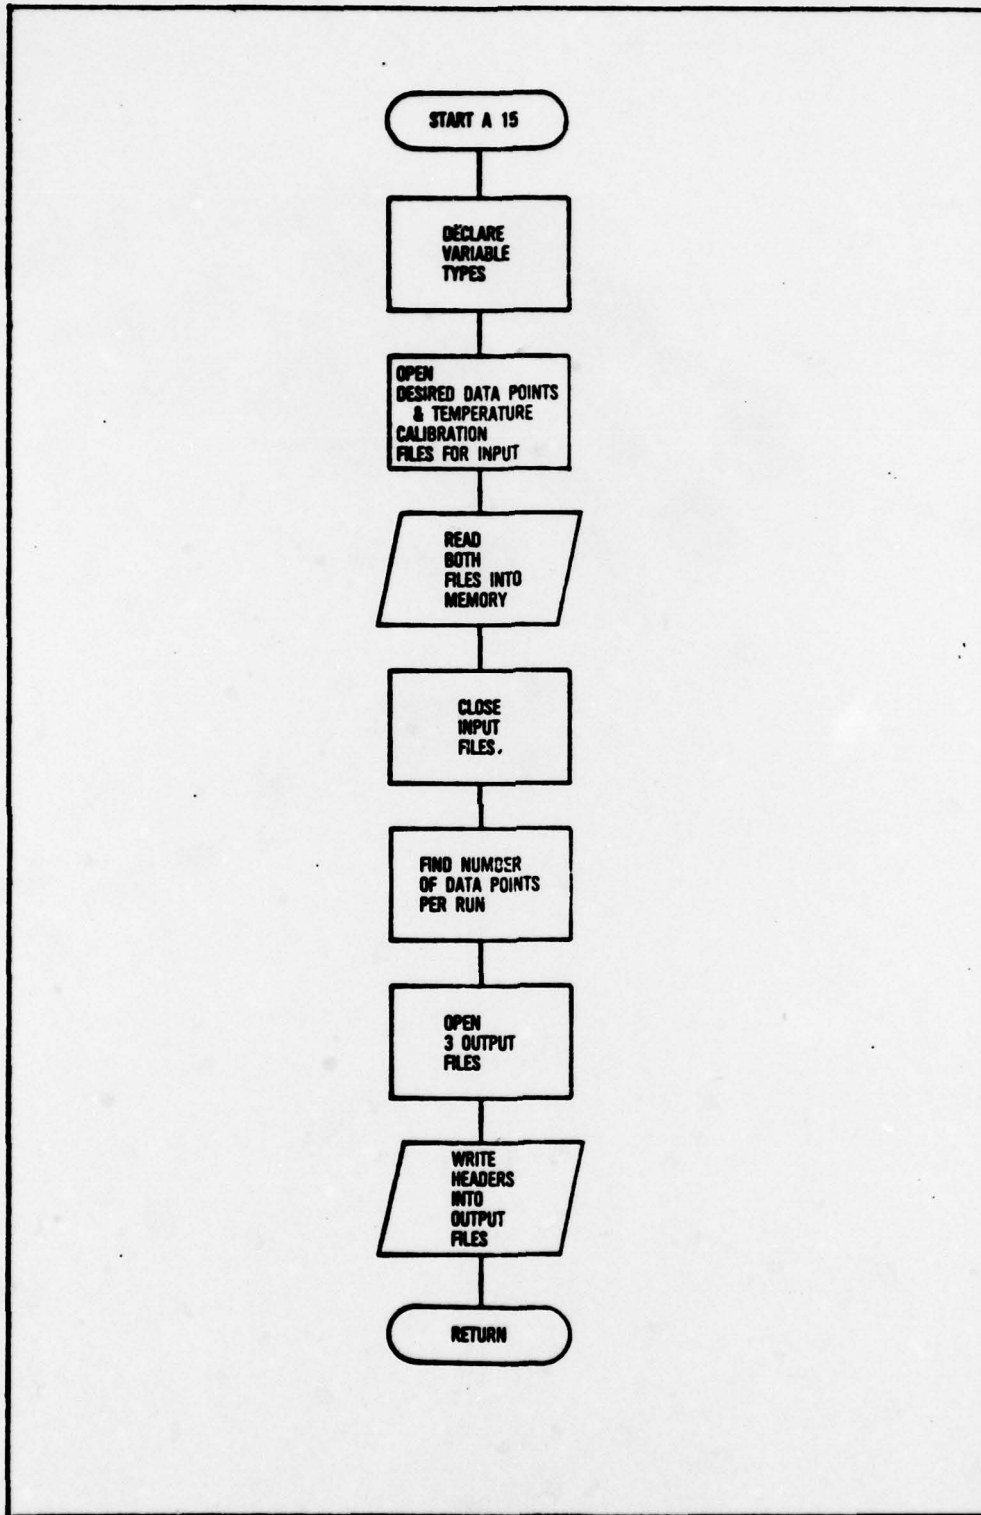 START A 15
DECLARE
VARIABLE
TYPES
OPEN
DESIRED DATA POINTS
& TEMPERATURE
CALIBRATION
FILES FOR INPUT
READ
BOTH
FILES INTO
MEMORY
CLOSE
INPUT
FILES.
FIND NUMBER
OF DATA POINTS
PER RUN
OPEN
3 OUTPUT
FILES
WRITE
HEADERS
INTO
OUTPUT
FILES
RETURN